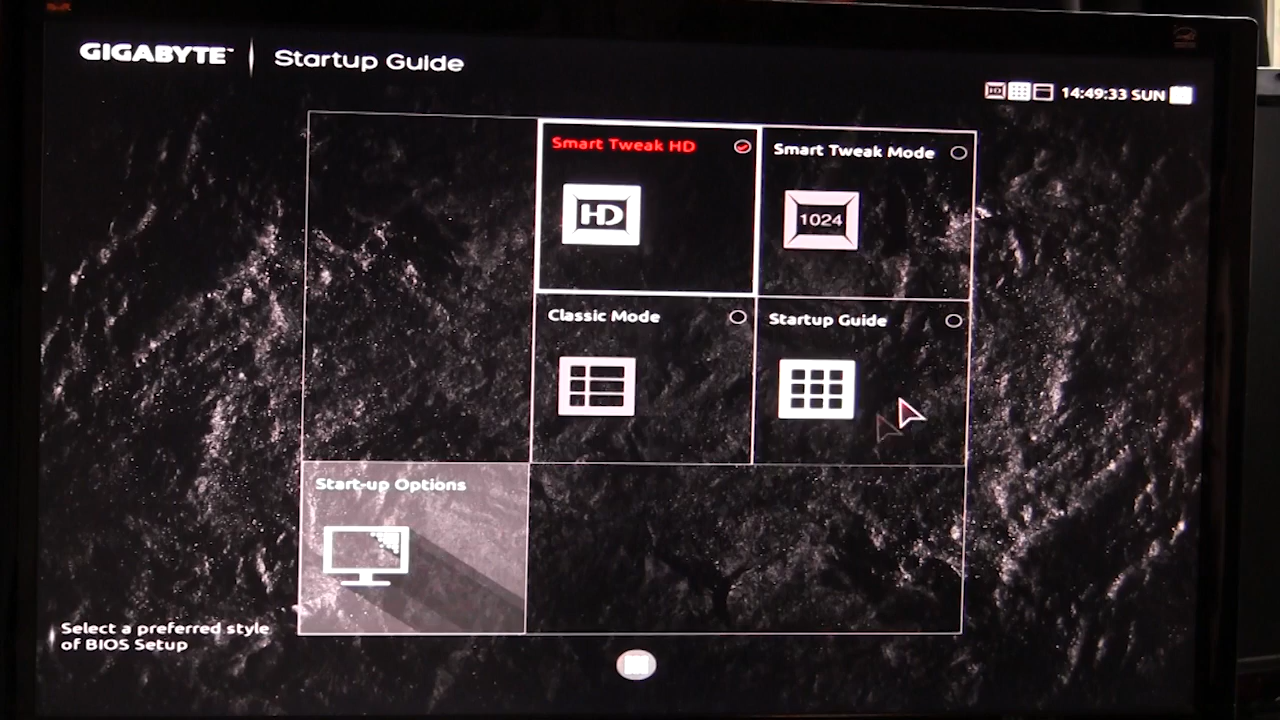 GIGABYTE™ Startup Guide
14:49:33 SUN
Smart Tweak HD
HD
Smart Tweak Mode
1024
Classic Mode
Startup Guide
Start-up Options
Select a preferred style
of BIOS Setup